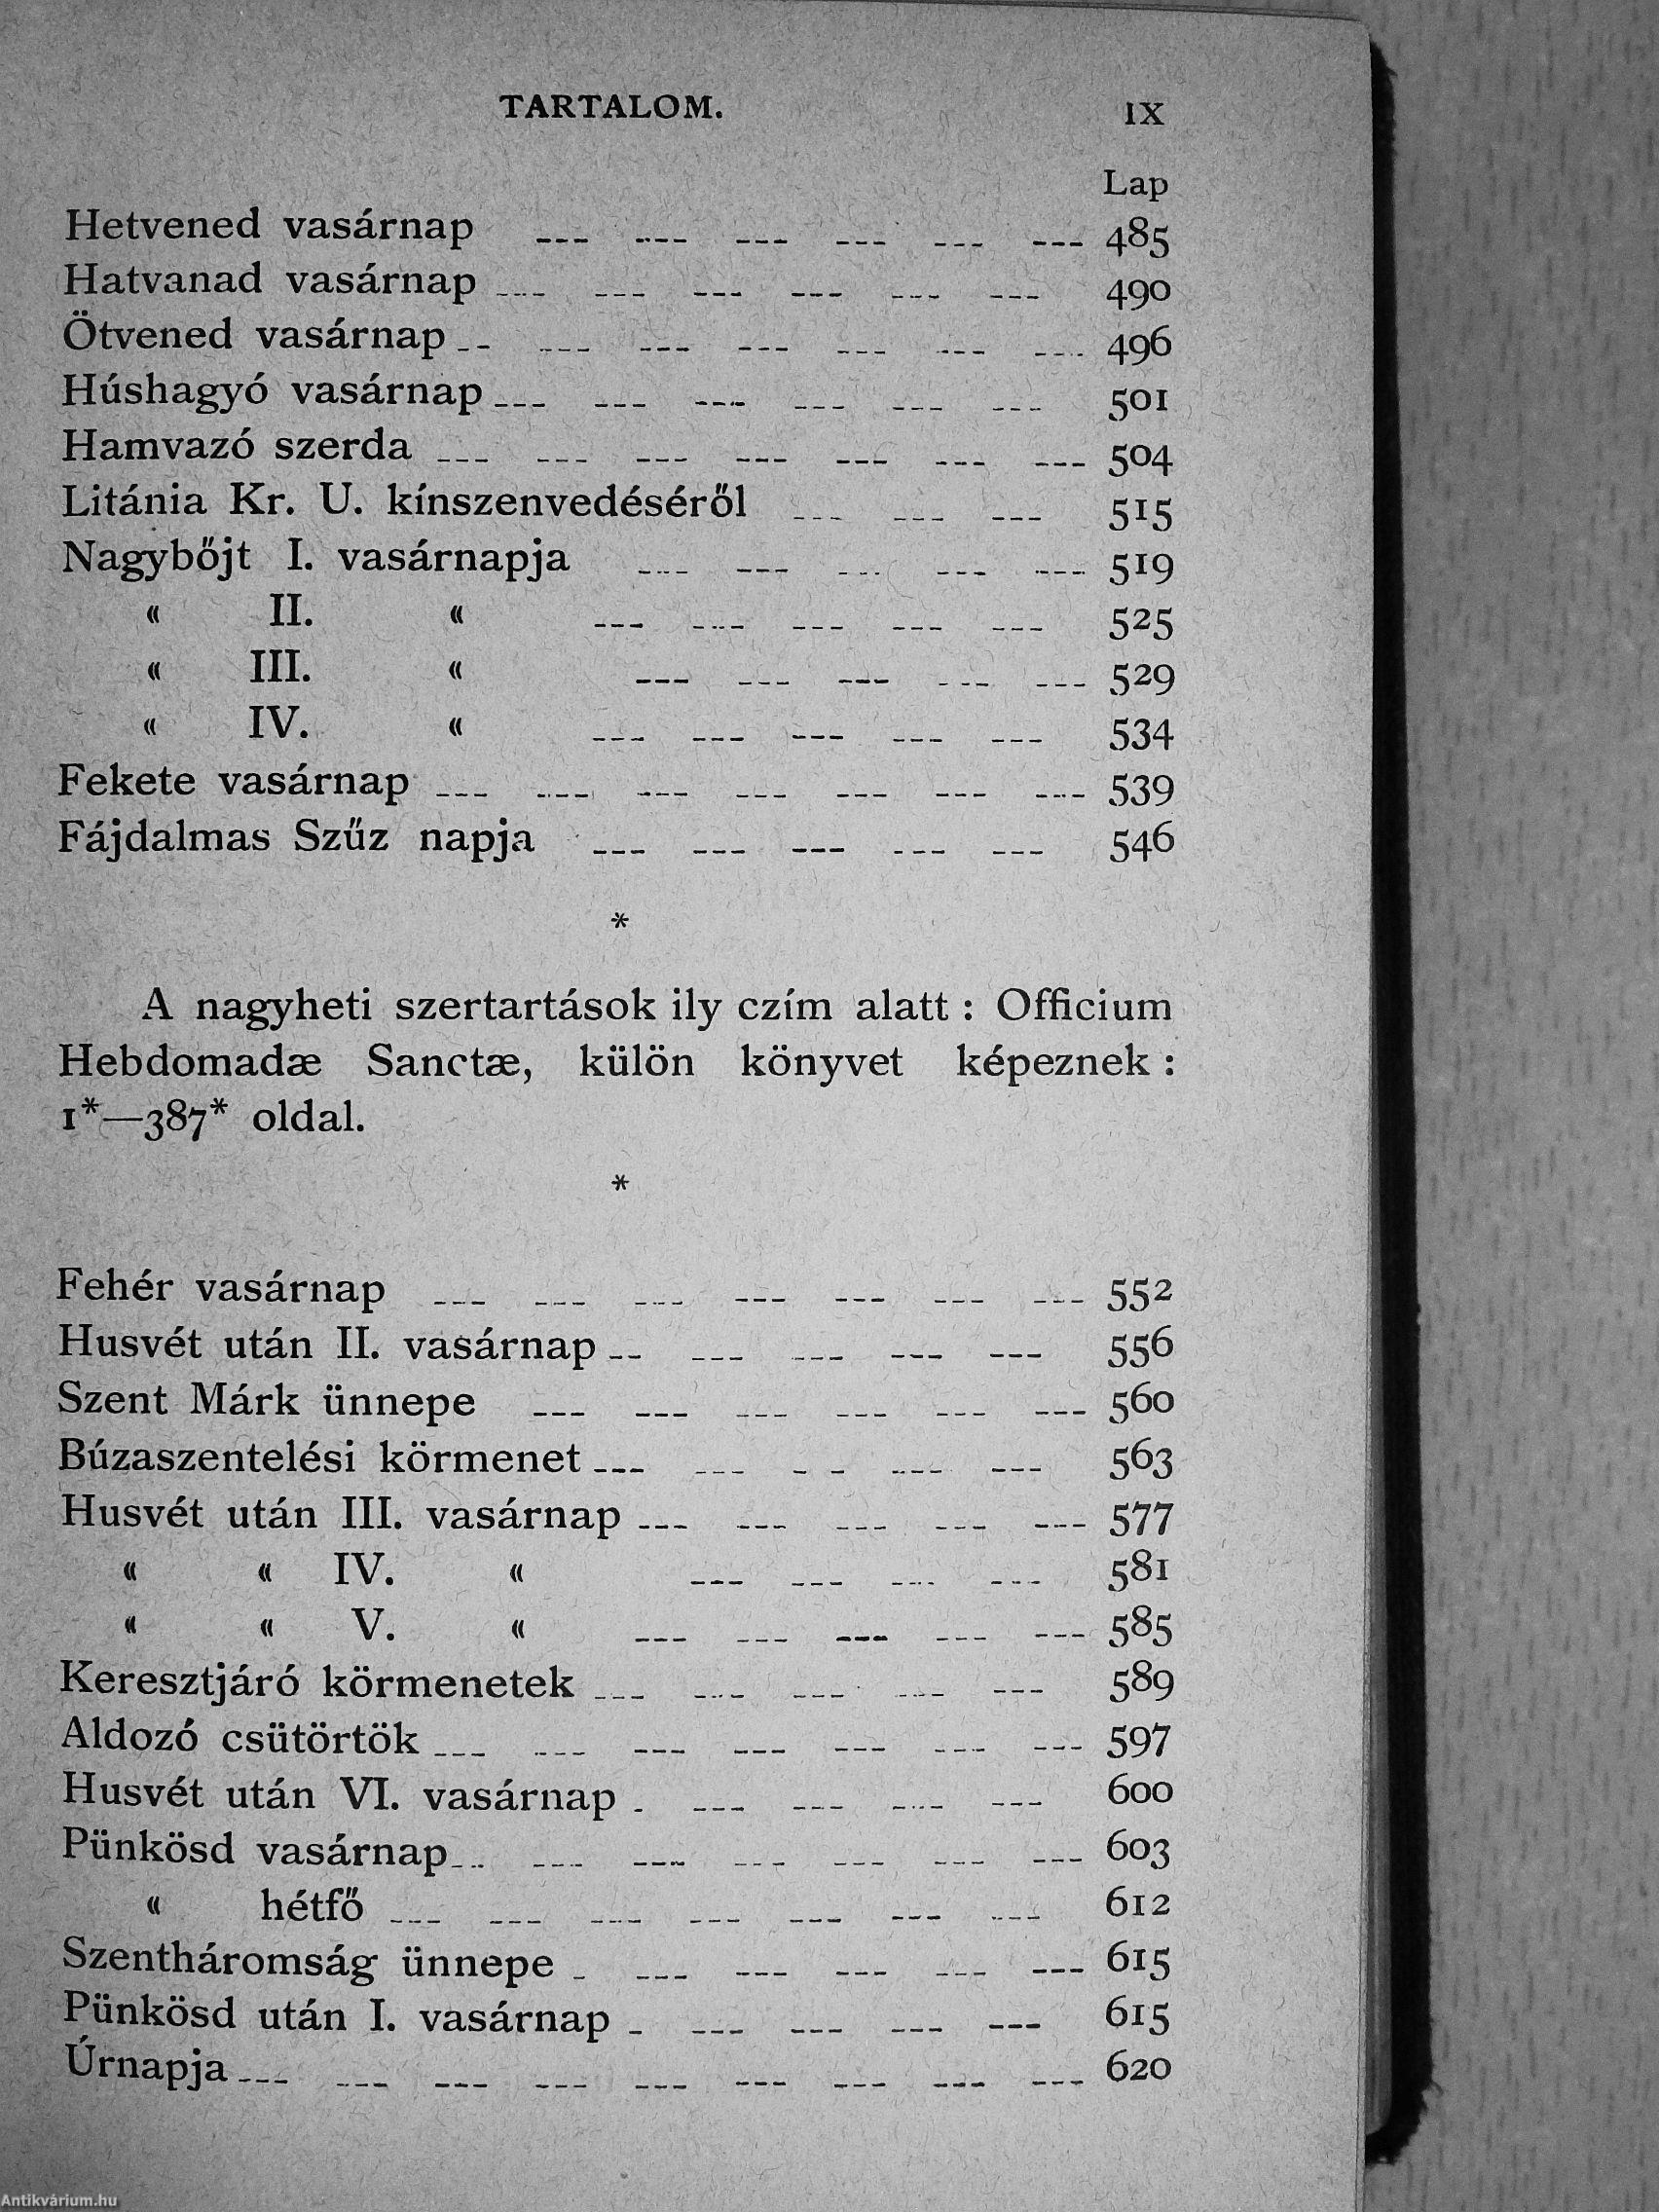 TARTALOM. IX
Lap
Hetvened vasárnap --- --- --- --- --- --- 485
Hatvanad vasárnap --- --- --- --- --- --- 490
Ötvened vasárnap -- --- --- --- --- --- --- 496
Húshagyó vasárnap --- --- --- --- --- --- 501
Hamvazó szerda --- --- --- --- --- --- --- 504
Litánia Kr. U. kínszenvedéséről --- --- --- 515
Nagybőjt I. vasárnapja --- --- --- --- --- 519
« II. « --- --- --- --- --- 525
« III. « --- --- --- --- --- 529
« IV. « --- --- --- --- --- 534
Fekete vasárnap --- --- --- --- --- --- --- 539
Fájdalmas Szűz napja --- --- --- --- --- 546
*
A nagyheti szertartások ily czím alatt : Officium
Hebdomadæ Sanctæ, külön könyvet képeznek :
1*—387* oldal.
*
Fehér vasárnap --- --- --- --- --- --- --- 552
Husvét után II. vasárnap -- --- --- --- --- 556
Szent Márk ünnepe --- --- --- --- --- --- 560
Búzaszentelési körmenet --- --- - - --- --- 563
Husvét után III. vasárnap --- --- --- --- --- 577
« « IV. « --- --- --- --- 581
« « V. « --- --- --- --- --- 585
Keresztjáró körmenetek --- --- --- --- --- 589
Aldozó csütörtök --- --- --- --- --- --- --- 597
Husvét után VI. vasárnap - --- --- --- --- 600
Pünkösd vasárnap --- --- --- --- --- --- --- 603
« hétfő --- --- --- --- --- --- --- 612
Szentháromság ünnepe - --- --- --- --- --- 615
Pünkösd után I. vasárnap - --- --- --- --- 615
Úrnapja --- --- --- --- --- --- --- --- --- 620
Antikvárium.hu